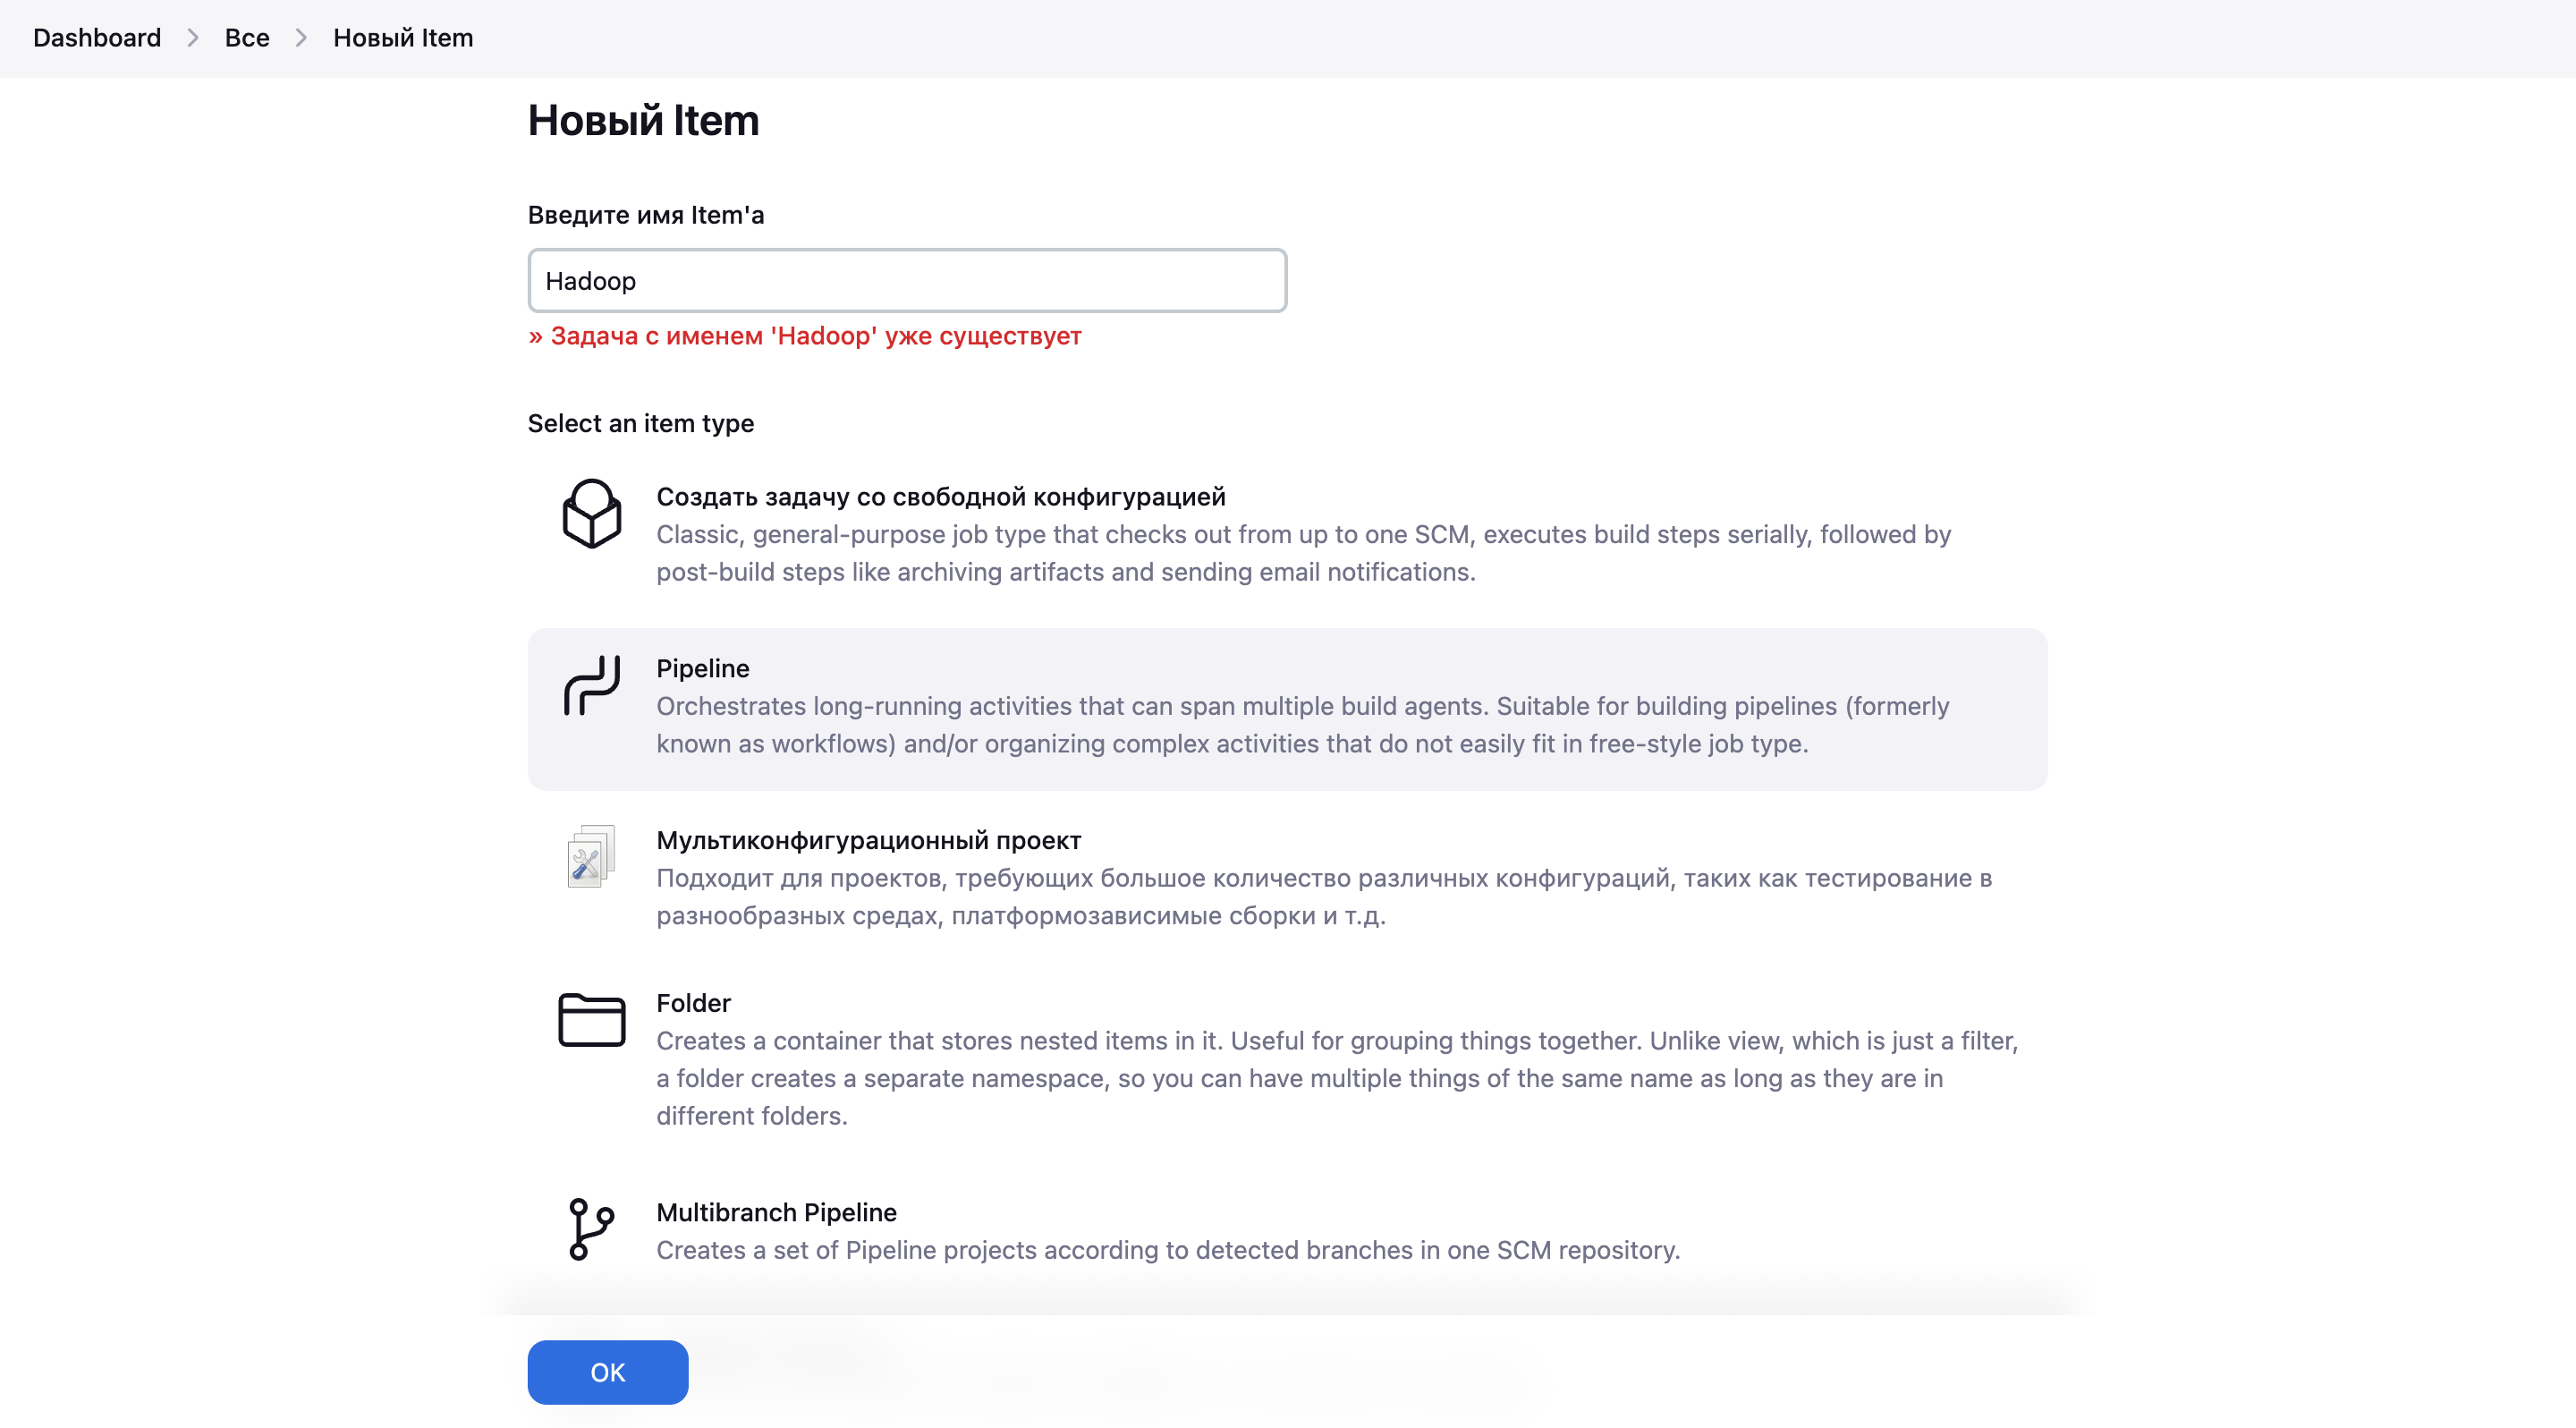 Dashboard > Все > Новый Item
Новый Item
Введите имя Item'а
Hadoop
» Задача с именем 'Hadoop' уже существует
Select an item type
Создать задачу со свободной конфигурацией
Classic, general-purpose job type that checks out from up to one SCM, executes build steps serially, followed by
post-build steps like archiving artifacts and sending email notifications.
Pipeline
Orchestrates long-running activities that can span multiple build agents. Suitable for building pipelines (formerly
known as workflows) and/or organizing complex activities that do not easily fit in free-style job type.
Мультиконфигурационный проект
Подходит для проектов, требующих большое количество различных конфигураций, таких как тестирование в
разнообразных средах, платформозависимые сборки и т.д.
Folder
Creates a container that stores nested items in it. Useful for grouping things together. Unlike view, which is just a filter,
a folder creates a separate namespace, so you can have multiple things of the same name as long as they are in
different folders.
Multibranch Pipeline
Creates a set of Pipeline projects according to detected branches in one SCM repository.
OK